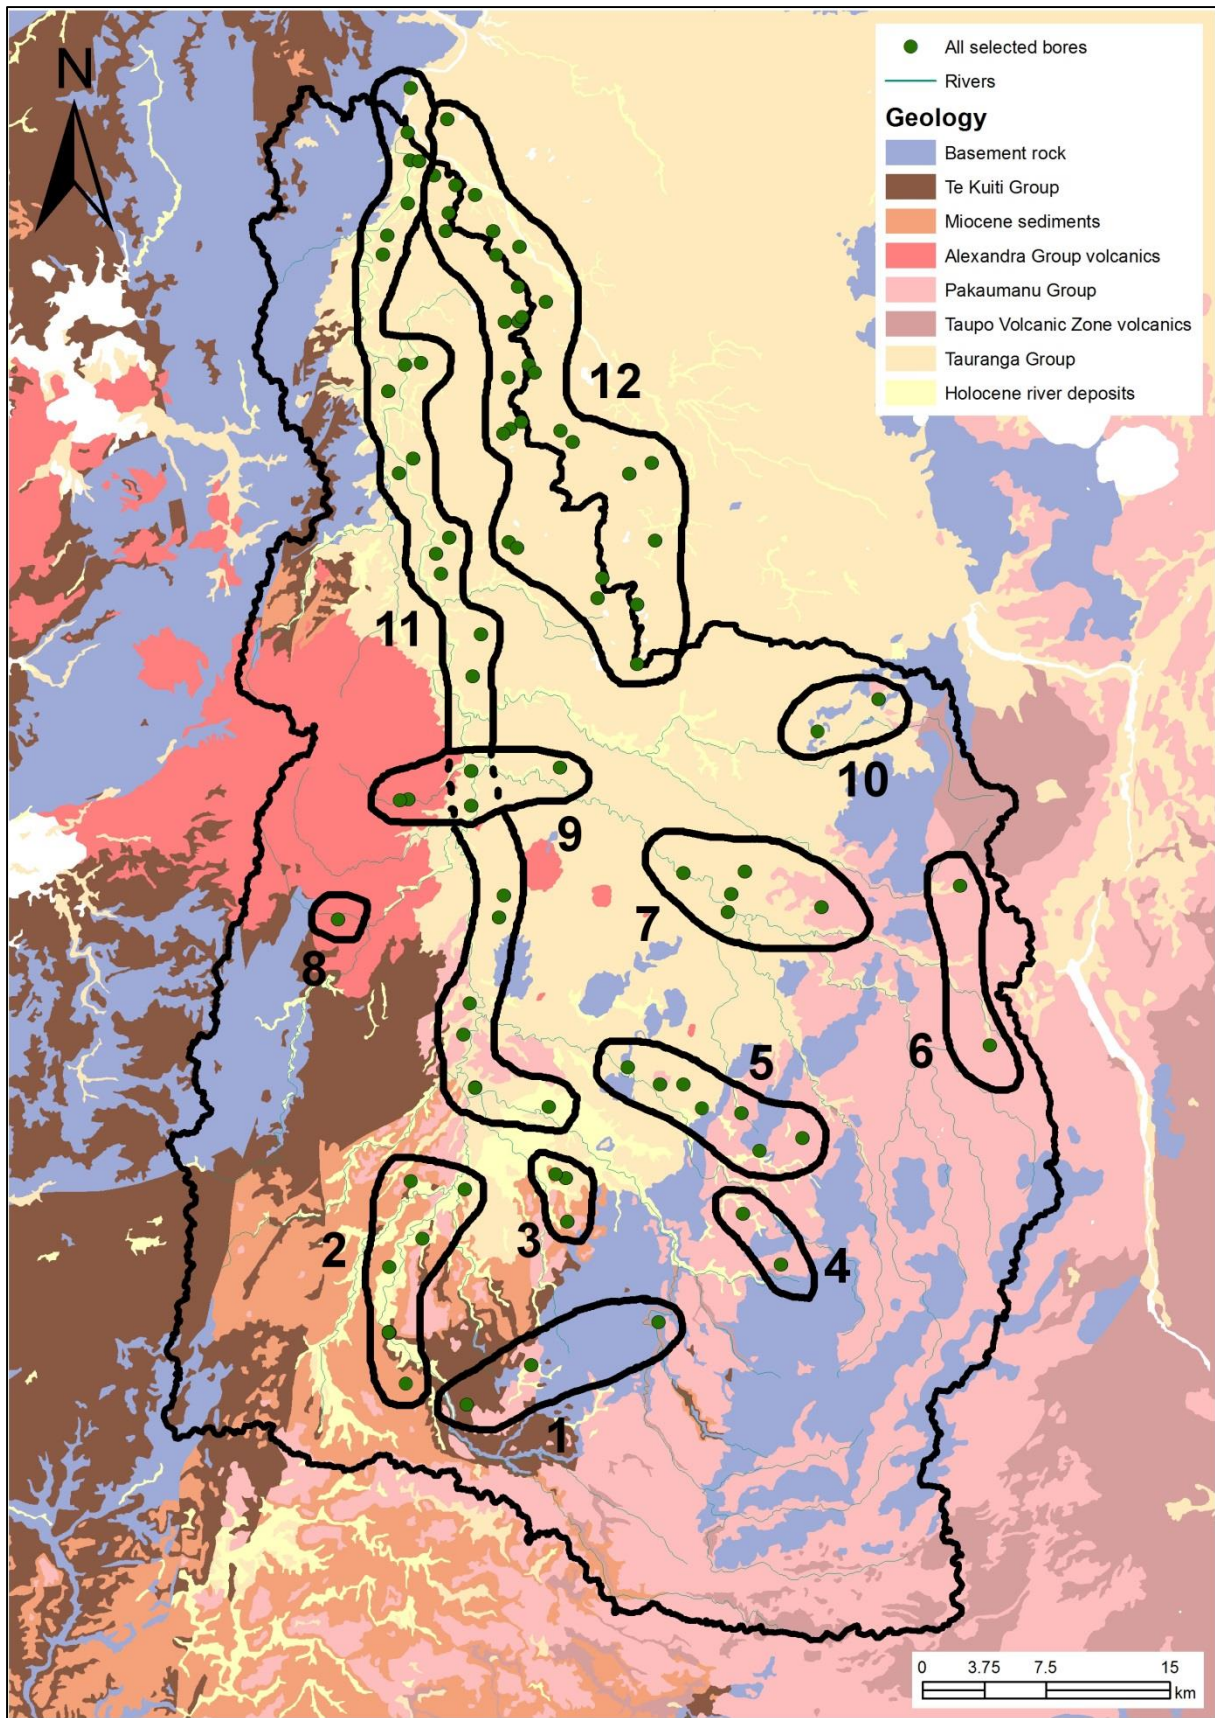 N
All selected bores
Rivers
Geology
Basement rock
Te Kuiti Group
Miocene sediments
Alexandra Group volcanics
Pakaumanu Group
Taupo Volcanic Zone volcanics
Tauranga Group
Holocene river deposits
12
11
10
9
7
8
6
5
3
2
4
1
0 3.75 7.5 15
km